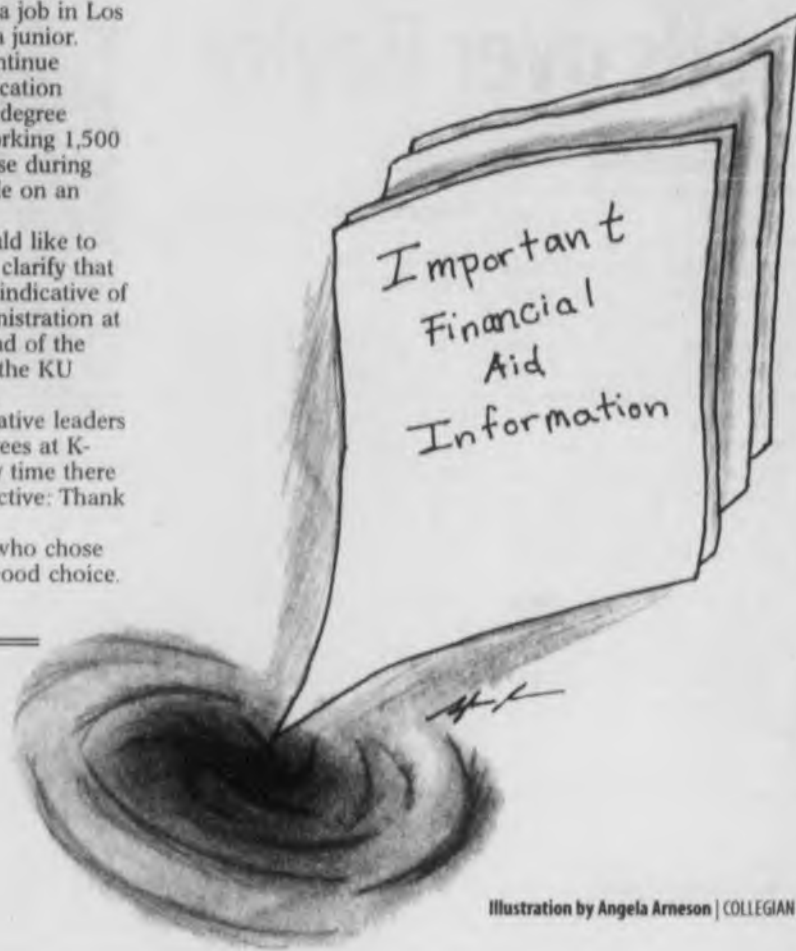 a job in Los
a junior.
ntinue
cation
degree
rking 1,500
se during
e on an
ld like to
clarify that
indicative of
nistration at
d of the
the KU
ative leaders
ees at K-
time there
ctive: Thank
who chose
ood choice.
Important
Financial
Aid
Information
Illustration by Angela Arneson | COLLEGIAN